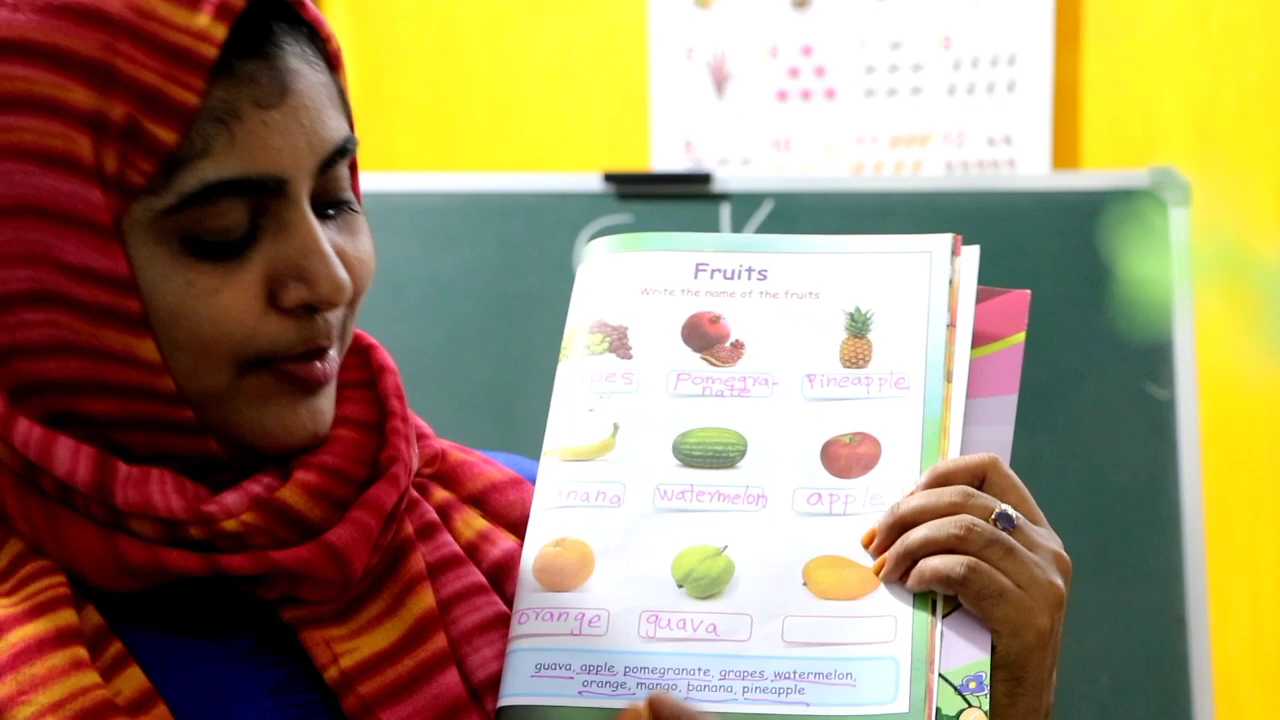 G K
Fruits
Write the name of the fruits
pes
Pomegra-
nate
Pineapple
nana
watermelon
apple
orange
guava
guava, apple, pomegranate, grapes, watermelon,
orange, mango, banana, pineapple